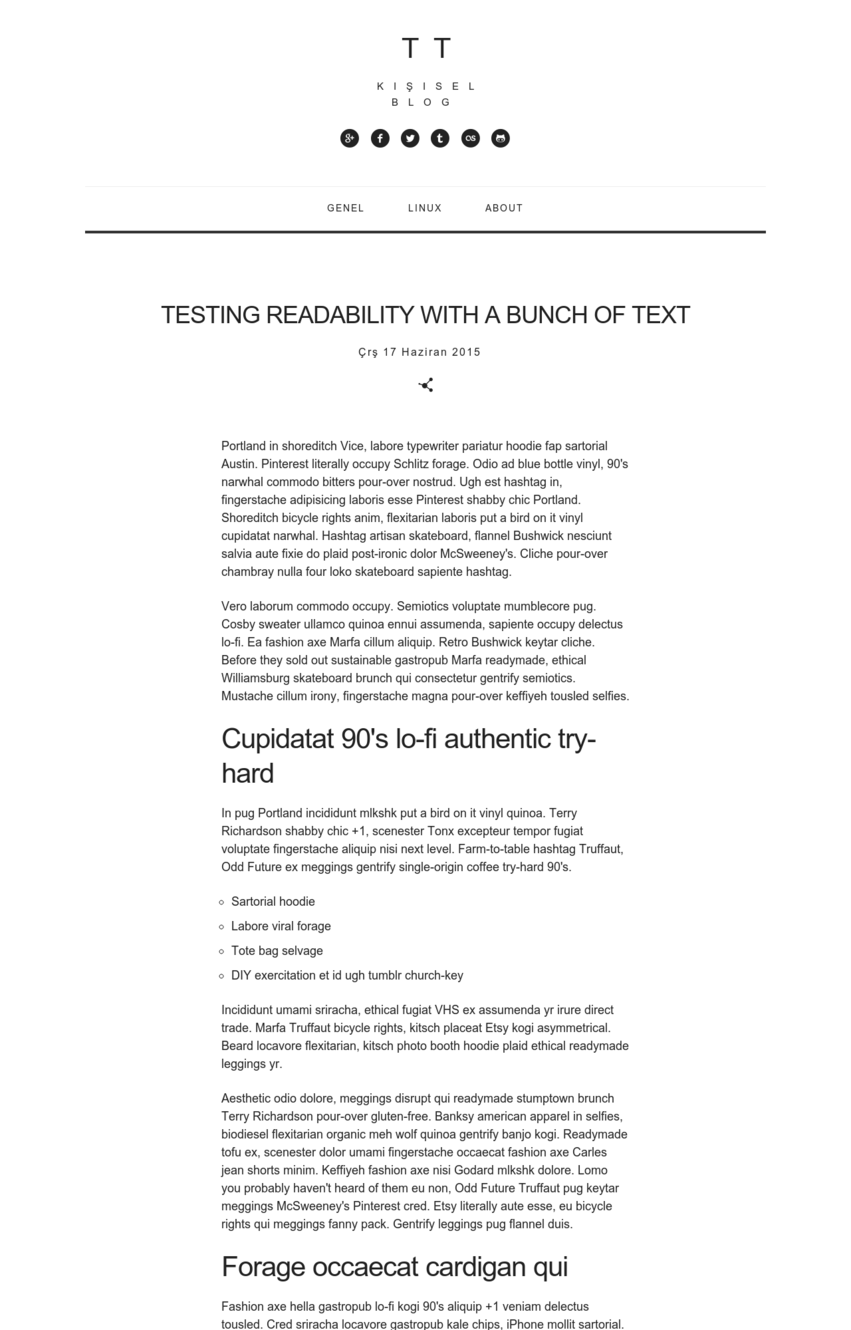 T T
KIŞISEL
BLOG
GENEL LINUX ABOUT
TESTING READABILITY WITH A BUNCH OF TEXT
Çrş 17 Haziran 2015
Portland in shoreditch Vice, labore typewriter pariatur hoodie fap sartorial
Austin. Pinterest literally occupy Schlitz forage. Odio ad blue bottle vinyl, 90's
narwhal commodo bitters pour-over nostrud. Ugh est hashtag in,
fingerstache adipisicing laboris esse Pinterest shabby chic Portland.
Shoreditch bicycle rights anim, flexitarian laboris put a bird on it vinyl
cupidatat narwhal. Hashtag artisan skateboard, flannel Bushwick nesciunt
salvia aute fixie do plaid post-ironic dolor McSweeney's. Cliche pour-over
chambray nulla four loko skateboard sapiente hashtag.
Vero laborum commodo occupy. Semiotics voluptate mumblecore pug.
Cosby sweater ullamco quinoa ennui assumenda, sapiente occupy delectus
lo-fi. Ea fashion axe Marfa cillum aliquip. Retro Bushwick keytar cliche.
Before they sold out sustainable gastropub Marfa readymade, ethical
Williamsburg skateboard brunch qui consectetur gentrify semiotics.
Mustache cillum irony, fingerstache magna pour-over keffiyeh tousled selfies.
Cupidatat 90's lo-fi authentic try-
hard
In pug Portland incididunt mlkshk put a bird on it vinyl quinoa. Terry
Richardson shabby chic +1, scenester Tonx excepteur tempor fugiat
voluptate fingerstache aliquip nisi next level. Farm-to-table hashtag Truffaut,
Odd Future ex meggings gentrify single-origin coffee try-hard 90's.
Sartorial hoodie
Labore viral forage
Tote bag selvage
DIY exercitation et id ugh tumblr church-key
Incididunt umami sriracha, ethical fugiat VHS ex assumenda yr irure direct
trade. Marfa Truffaut bicycle rights, kitsch placeat Etsy kogi asymmetrical.
Beard locavore flexitarian, kitsch photo booth hoodie plaid ethical readymade
leggings yr.
Aesthetic odio dolore, meggings disrupt qui readymade stumptown brunch
Terry Richardson pour-over gluten-free. Banksy american apparel in selfies,
biodiesel flexitarian organic meh wolf quinoa gentrify banjo kogi. Readymade
tofu ex, scenester dolor umami fingerstache occaecat fashion axe Carles
jean shorts minim. Keffiyeh fashion axe nisi Godard mlkshk dolore. Lomo
you probably haven't heard of them eu non, Odd Future Truffaut pug keytar
meggings McSweeney's Pinterest cred. Etsy literally aute esse, eu bicycle
rights qui meggings fanny pack. Gentrify leggings pug flannel duis.
Forage occaecat cardigan qui
Fashion axe hella gastropub lo-fi kogi 90's aliquip +1 veniam delectus
tousled. Cred sriracha locavore gastropub kale chips, iPhone mollit sartorial.